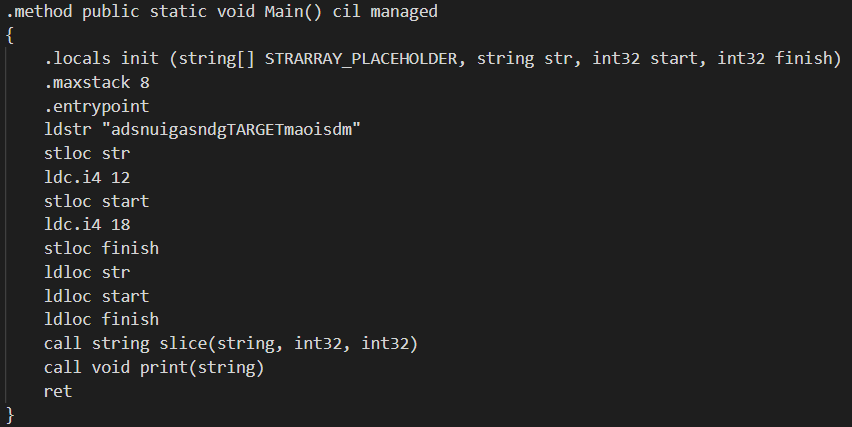 .method public static void Main() cil managed
{
    .locals init (string[] STRARRAY_PLACEHOLDER, string str, int32 start, int32 finish)
    .maxstack 8
    .entrypoint
    ldstr "adsnuigasndgTARGETmaoisdm"
    stloc str
    ldc.i4 12
    stloc start
    ldc.i4 18
    stloc finish
    ldloc str
    ldloc start
    ldloc finish
    call string slice(string, int32, int32)
    call void print(string)
    ret
}